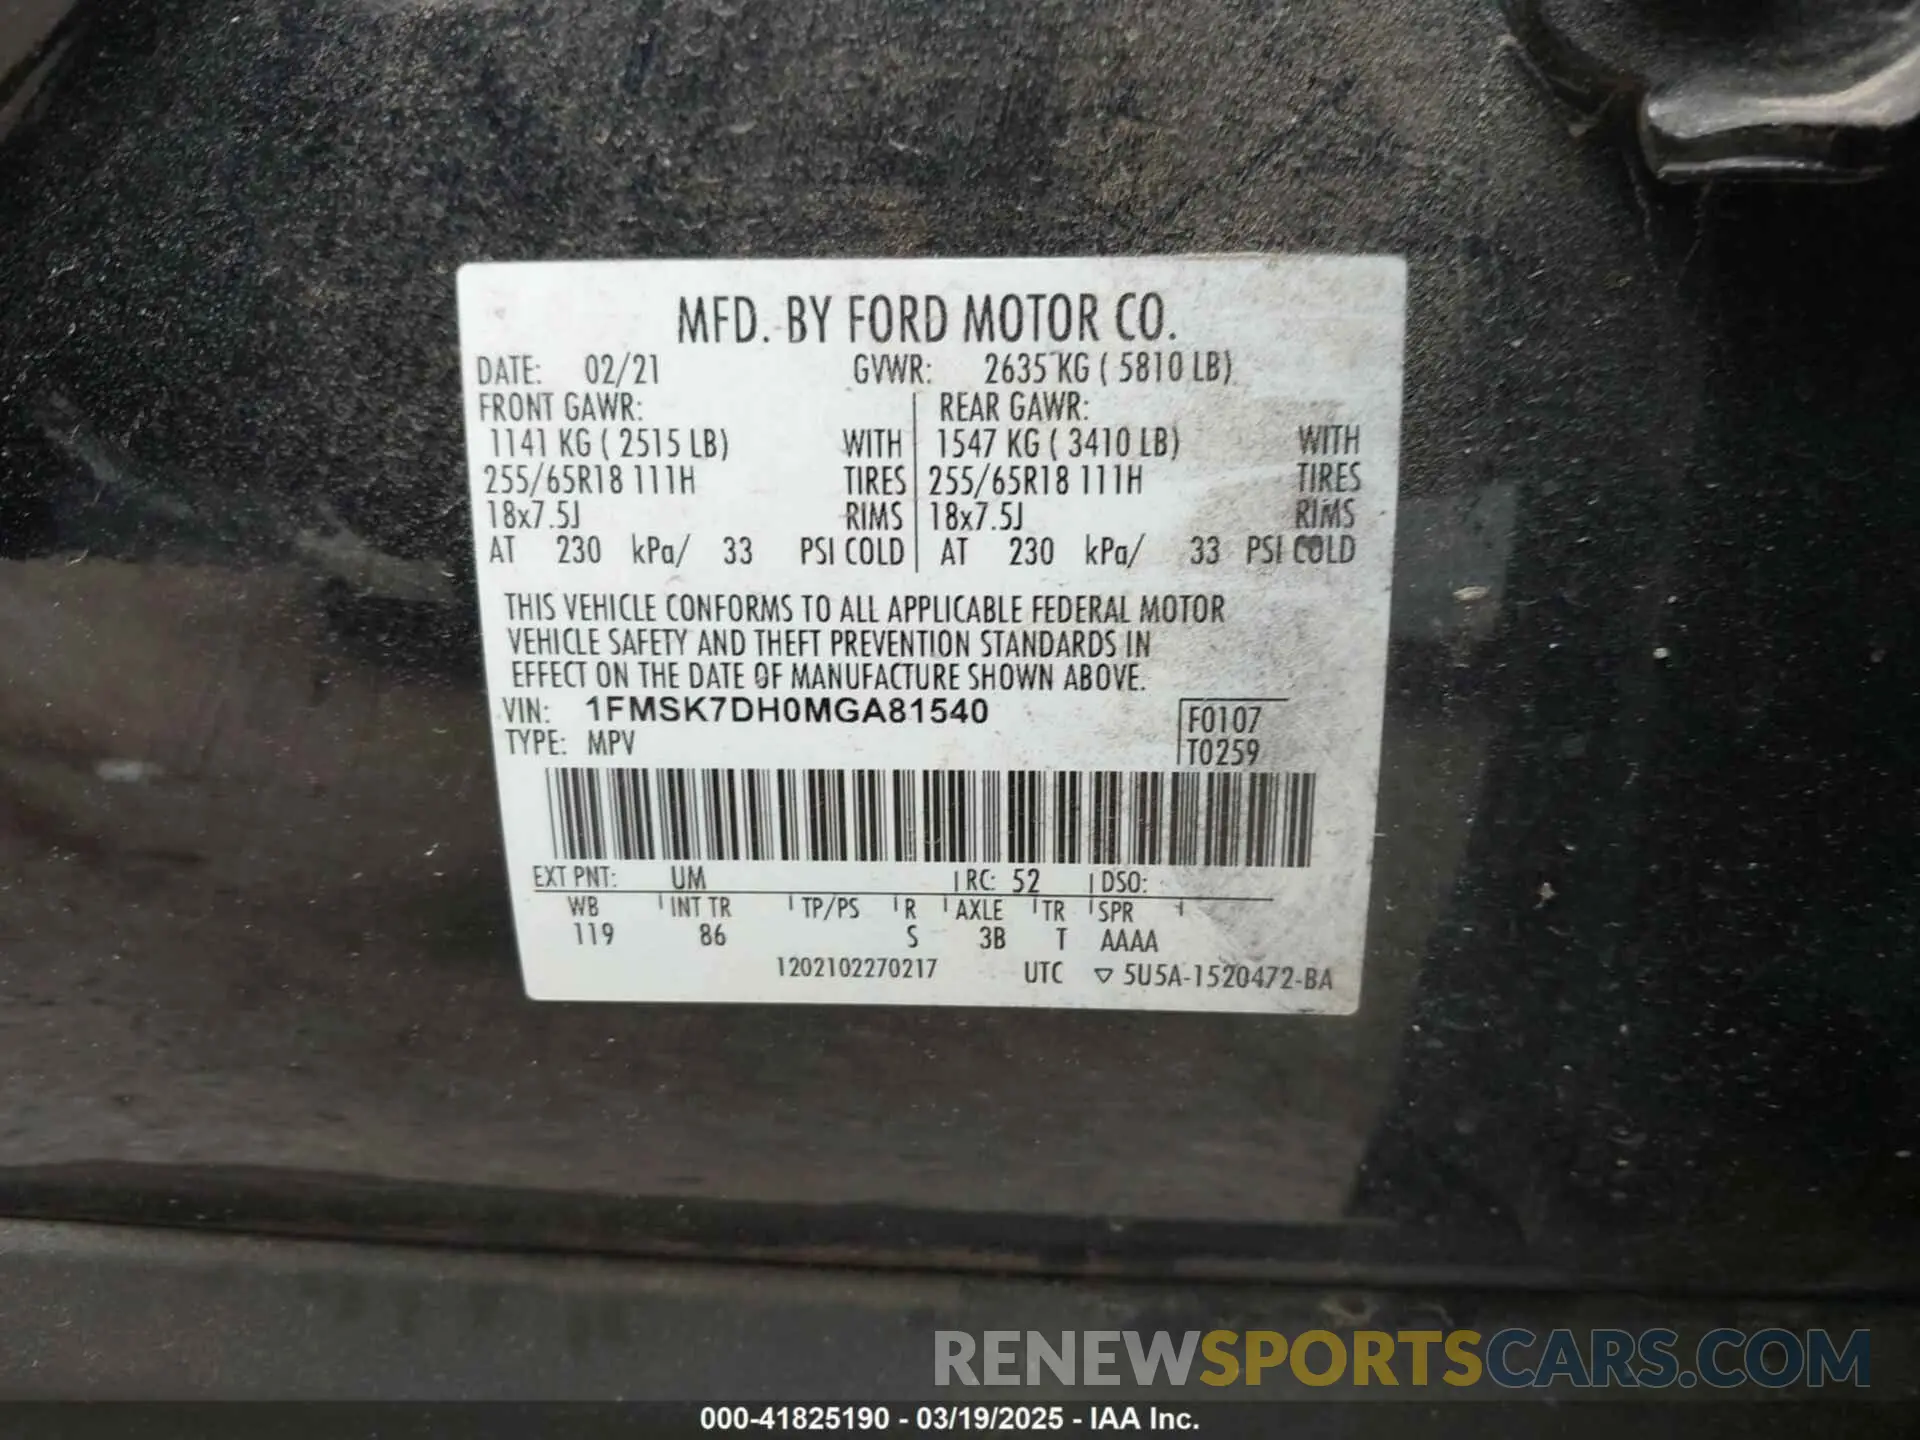 MFD. BY FORD MOTOR CO.
DATE: 02/21 GVWR: 2635 KG ( 5810 LB)
FRONT GAWR: REAR GAWR:
1141 KG ( 2515 LB) WITH 1547 KG ( 3410 LB) WITH
255/65R18 111H TIRES 255/65R18 111H TIRES
18x7.5J RIMS 18x7.5J RIMS
AT 230 kPa/ 33 PSI COLD AT 230 kPa/ 33 PSI COLD
THIS VEHICLE CONFORMS TO ALL APPLICABLE FEDERAL MOTOR
VEHICLE SAFETY AND THEFT PREVENTION STANDARDS IN
EFFECT ON THE DATE OF MANUFACTURE SHOWN ABOVE.
VIN: 1FMSK7DH0MGA81540 F0107
TYPE: MPV T0259
EXT PNT: UM RC: 52 DSO:
WB INT TR TP/PS R AXLE TR SPR
119 86 S 3B T AAAA
1202102270217 UTC ▽ 5U5A-1520472-BA
RENEWSPORTSCARS.COM
000-41825190 - 03/19/2025 - IAA Inc.